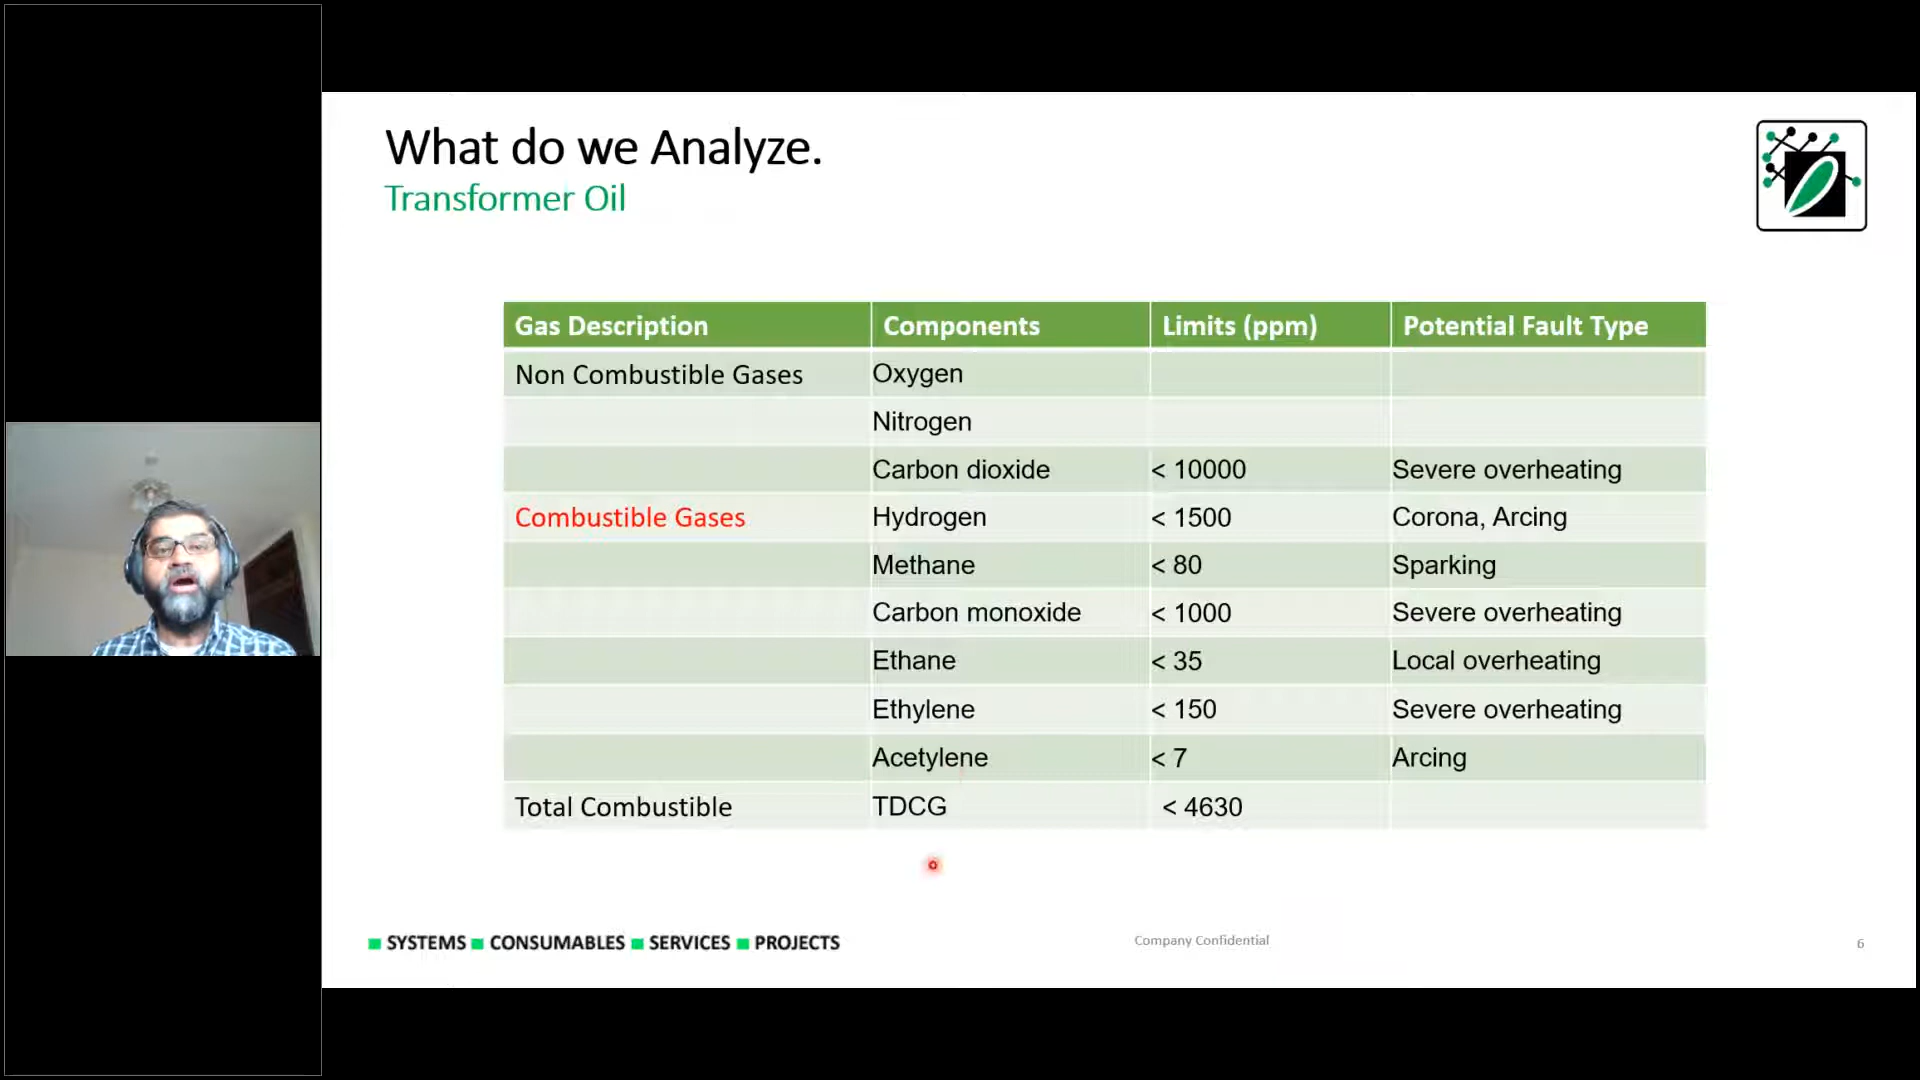 What do we Analyze.
Transformer Oil
Gas Description Components Limits (ppm) Potential Fault Type
Non Combustible Gases Oxygen
Nitrogen
Carbon dioxide < 10000 Severe overheating
Combustible Gases Hydrogen < 1500 Corona, Arcing
Methane < 80 Sparking
Carbon monoxide < 1000 Severe overheating
Ethane < 35 Local overheating
Ethylene < 150 Severe overheating
Acetylene < 7 Arcing
Total Combustible TDCG < 4630
SYSTEMS CONSUMABLES SERVICES PROJECTS
Company Confidential
6